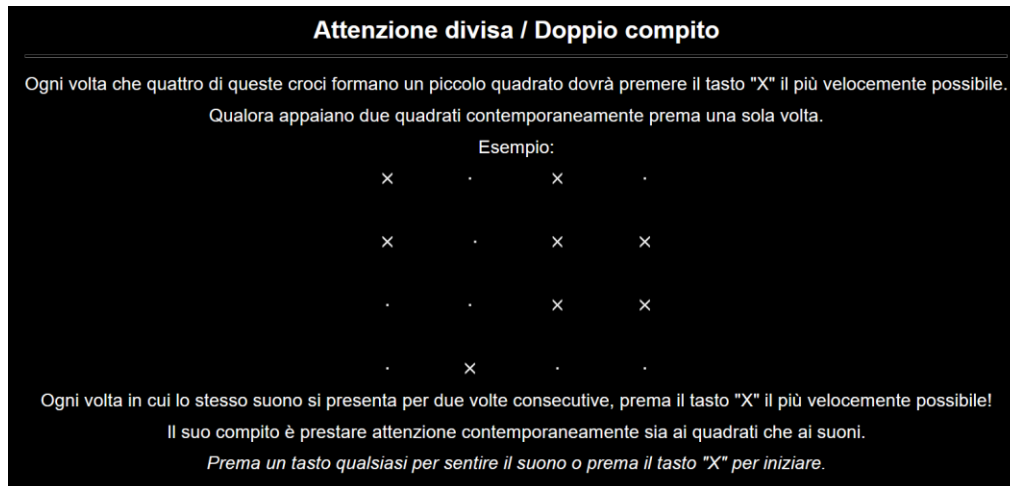 Attenzione divisa / Doppio compito
Ogni volta che quattro di queste croci formano un piccolo quadrato dovrà premere il tasto "X" il più velocemente possibile.
Qualora appaiano due quadrati contemporaneamente prema una sola volta.
Esempio:
× · × ·
× · × ×
· · × ×
· × · ·
Ogni volta in cui lo stesso suono si presenta per due volte consecutive, prema il tasto "X" il più velocemente possibile!
Il suo compito è prestare attenzione contemporaneamente sia ai quadrati che ai suoni.
Prema un tasto qualsiasi per sentire il suono o prema il tasto "X" per iniziare.